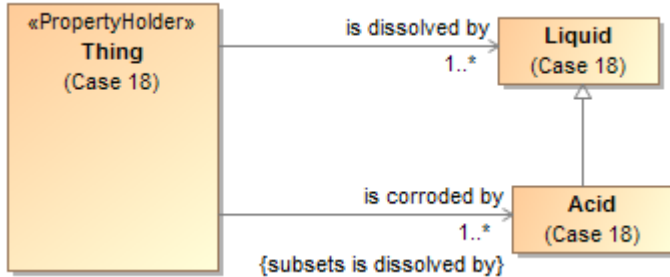 «PropertyHolder»
Thing
(Case 18)
is dissolved by
1..*
Liquid
(Case 18)
is corroded by
1..*
{subsets is dissolved by}
Acid
(Case 18)